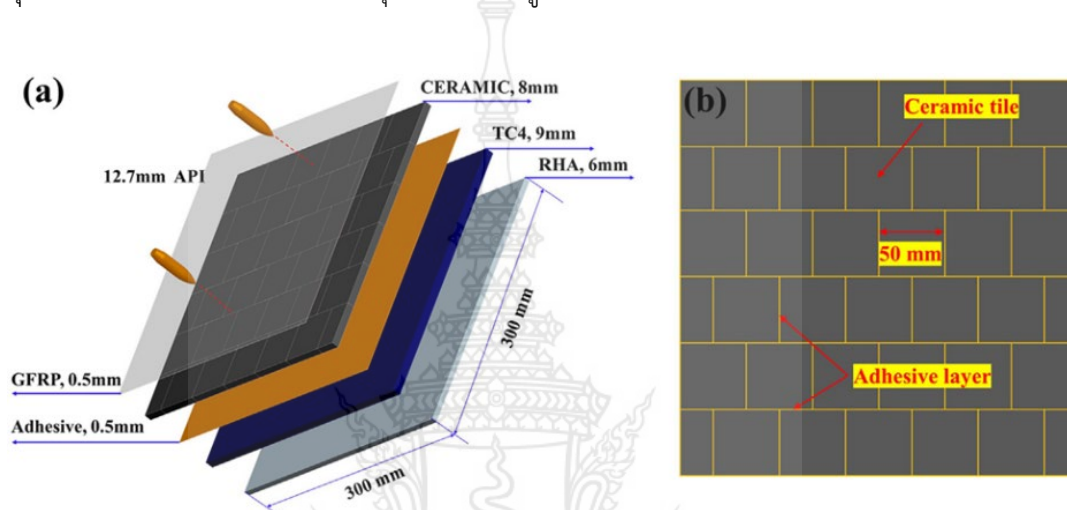 (a)
CERAMIC, 8mm
TC4, 9mm
RHA, 6mm
12.7mm API
GFRP, 0.5mm
Adhesive, 0.5mm
300 mm
300 mm
(b)
Ceramic tile
50 mm
Adhesive layer